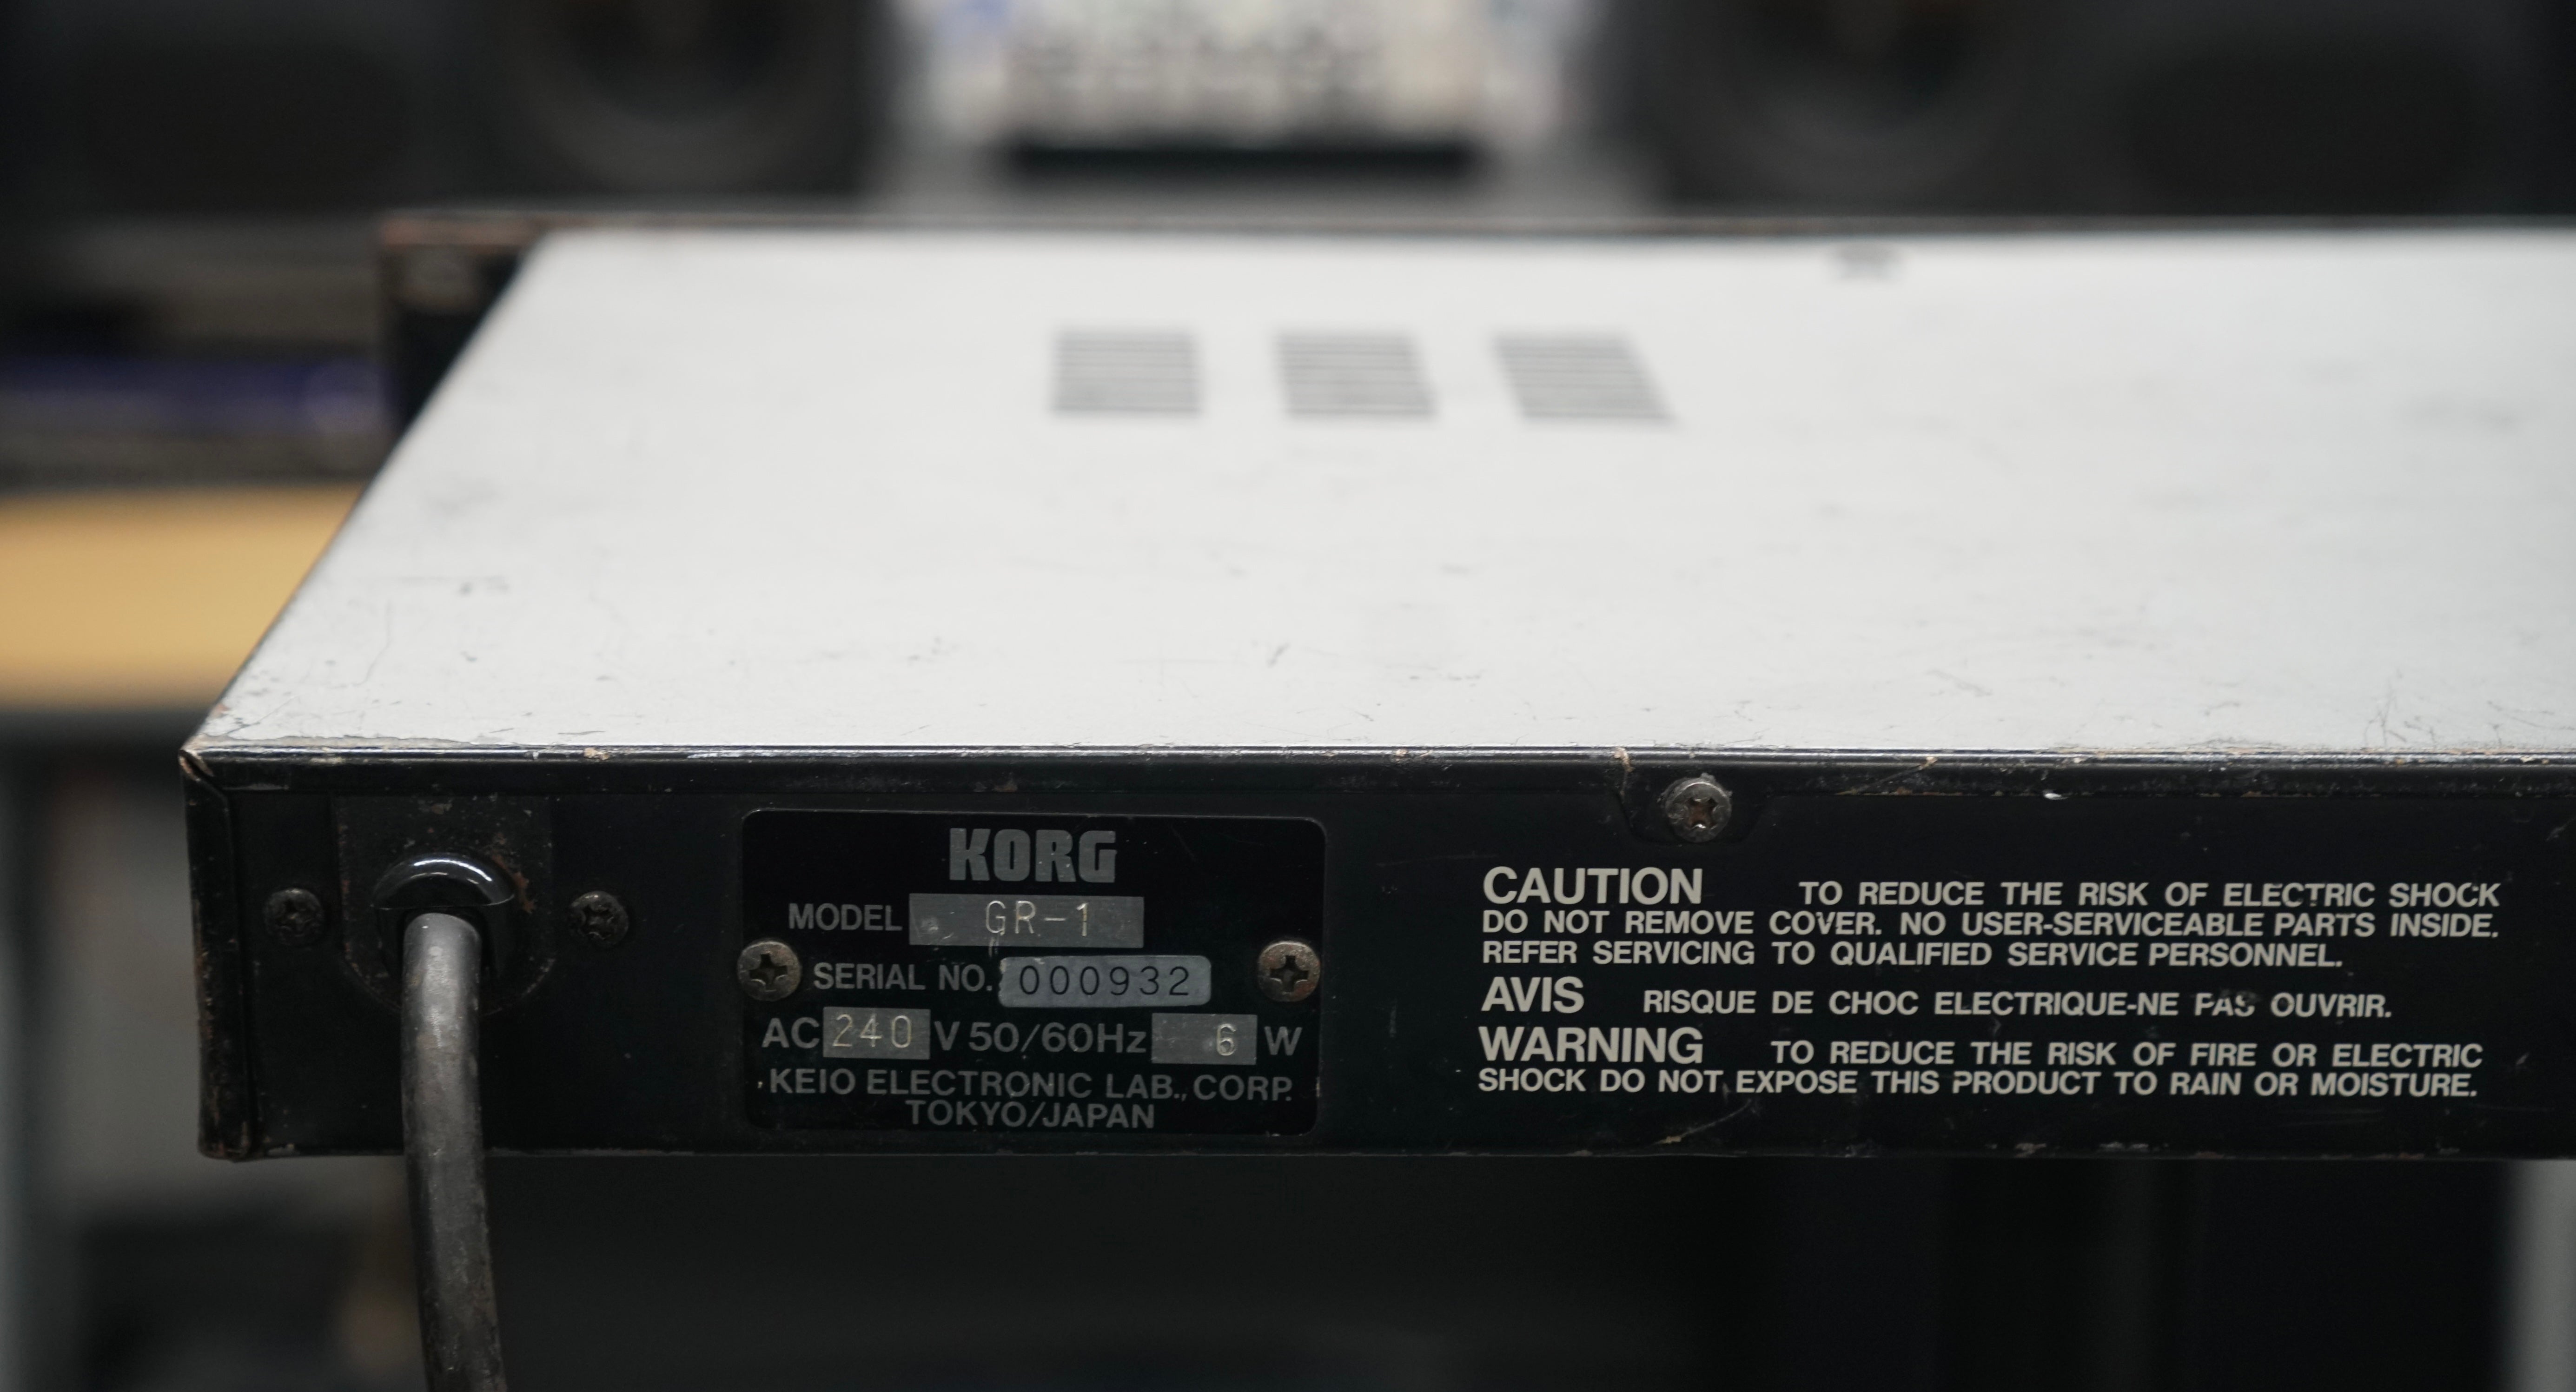 KORG
MODEL GR-1
SERIAL NO. 000932
AC 240 V 50/60Hz 6 W
KEIO ELECTRONIC LAB., CORP.
TOKYO/JAPAN
CAUTION TO REDUCE THE RISK OF ELECTRIC SHOCK
DO NOT REMOVE COVER. NO USER-SERVICEABLE PARTS INSIDE.
REFER SERVICING TO QUALIFIED SERVICE PERSONNEL.
AVIS RISQUE DE CHOC ELECTRIQUE-NE PAS OUVRIR.
WARNING TO REDUCE THE RISK OF FIRE OR ELECTRIC
SHOCK DO NOT EXPOSE THIS PRODUCT TO RAIN OR MOISTURE.